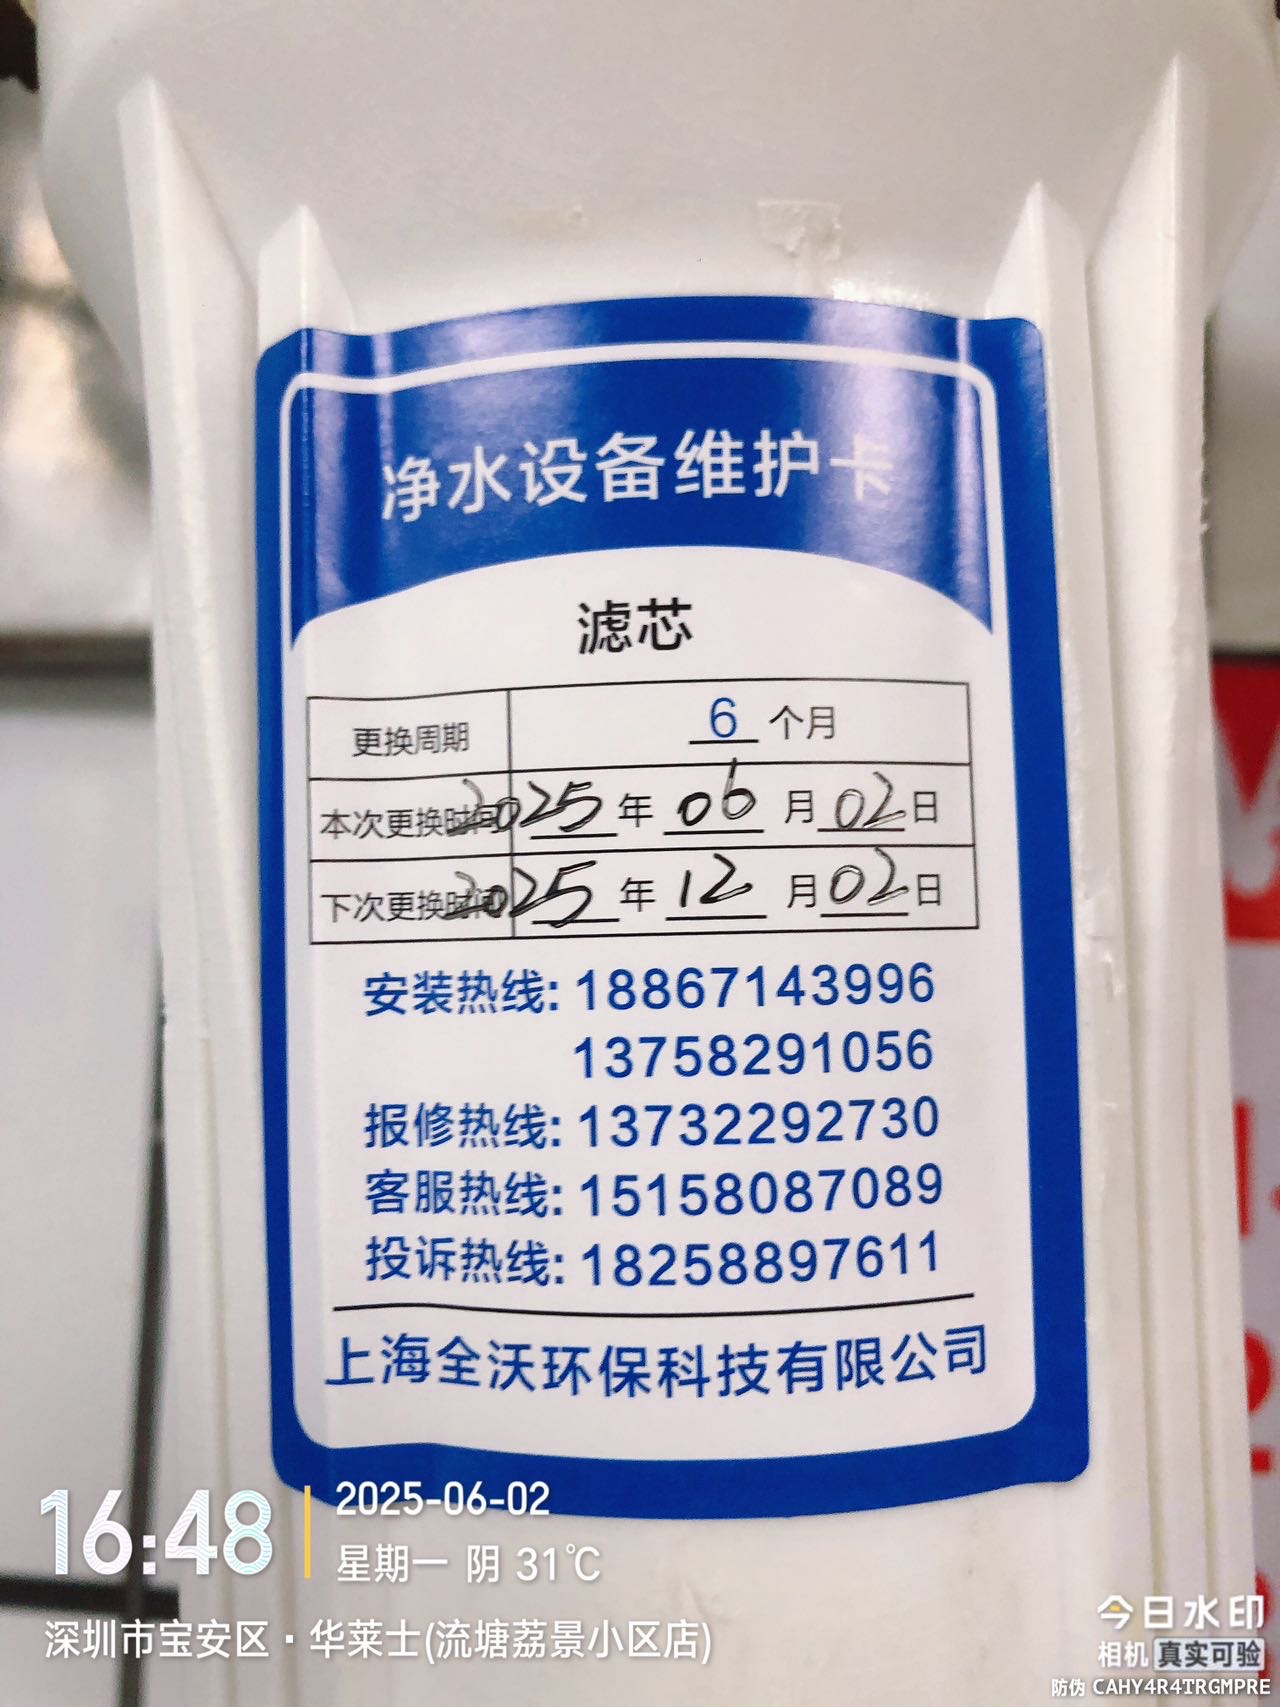 净水设备维护卡
滤芯
更换周期 6 个月
本次更换时间 2025 年 06 月 02 日
下次更换时间 2025 年 12 月 02 日
安装热线: 18867143996
13758291056
报修热线: 13732292730
客服热线: 15158087089
投诉热线: 18258897611
上海全沃环保科技有限公司
16:48
2025-06-02
星期一 阴 31℃
深圳市宝安区·华莱士(流塘荔景小区店)
今日水印
相机 真实可验
防伪 CAHY4R4TRGMPRE